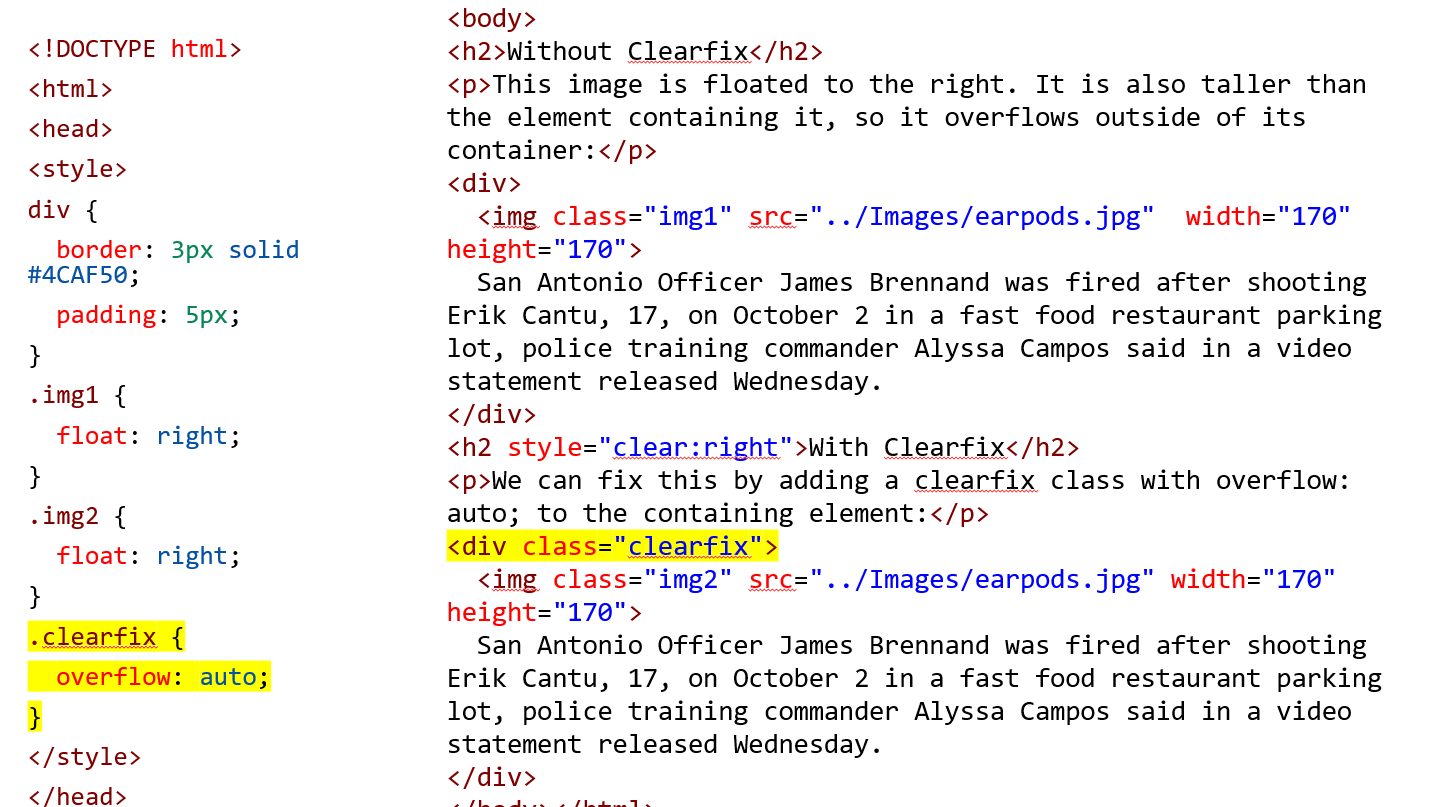 <!DOCTYPE html>
<html>
<head>
<style>
div {
  border: 3px solid
#4CAF50;
  padding: 5px;
}
.img1 {
  float: right;
}
.img2 {
  float: right;
}
.clearfix {
  overflow: auto;
}
</style>
</head>
<body>
<h2>Without Clearfix</h2>
<p>This image is floated to the right. It is also taller than
the element containing it, so it overflows outside of its
container:</p>
<div>
  <img class="img1" src="../Images/earpods.jpg"  width="170"
height="170">
  San Antonio Officer James Brennand was fired after shooting
Erik Cantu, 17, on October 2 in a fast food restaurant parking
lot, police training commander Alyssa Campos said in a video
statement released Wednesday.
</div>
<h2 style="clear:right">With Clearfix</h2>
<p>We can fix this by adding a clearfix class with overflow:
auto; to the containing element:</p>
<div class="clearfix">
  <img class="img2" src="../Images/earpods.jpg" width="170"
height="170">
  San Antonio Officer James Brennand was fired after shooting
Erik Cantu, 17, on October 2 in a fast food restaurant parking
lot, police training commander Alyssa Campos said in a video
statement released Wednesday.
</div>
</body></html>